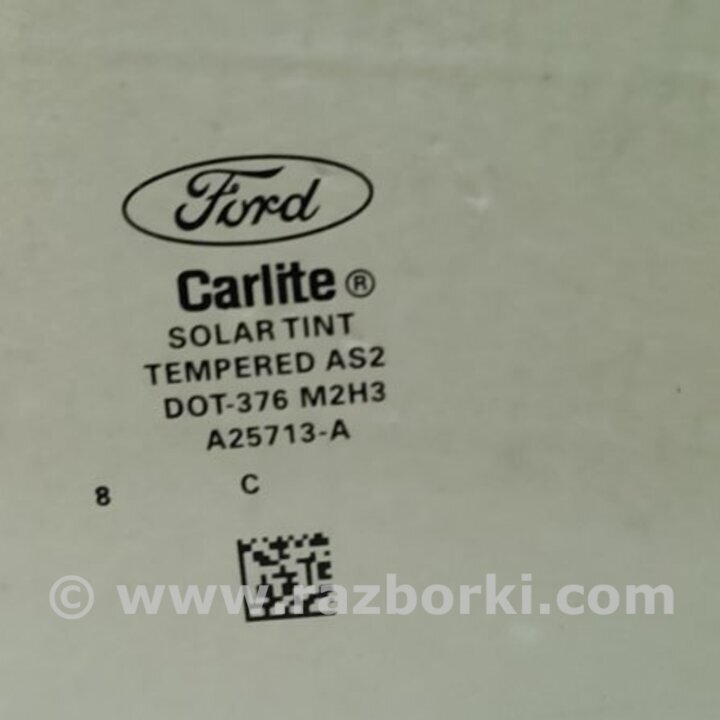 Ford
Carlite ®
SOLAR TINT
TEMPERED AS2
DOT-376 M2H3
A25713-A
8 C
© www.razborki.com